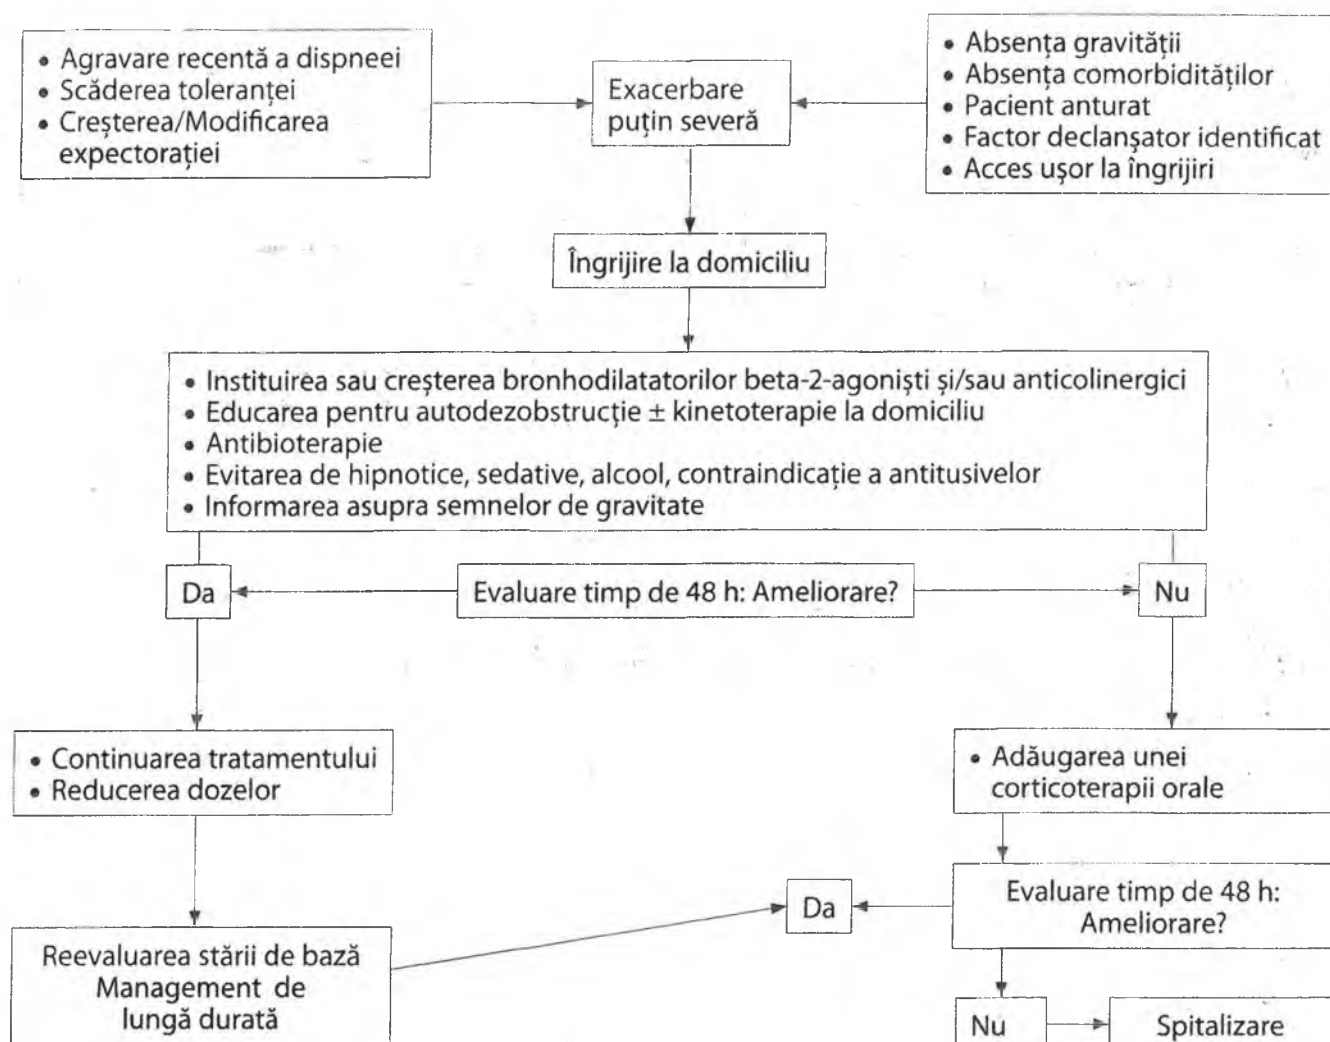 • Agravare recentă a dispneei
• Scăderea toleranței
• Creșterea/Modificarea
expectorației
Exacerbare
puțin severă
• Absența gravității
• Absența comorbidităților
• Pacient anturat
• Factor declanșator identificat
• Acces ușor la îngrijiri
Îngrijire la domiciliu
• Instituirea sau creșterea bronhodilatatorilor beta-2-agoniști și/sau anticolinergici
• Educarea pentru autodezobstrucție ± kinetoterapie la domiciliu
• Antibioterapie
• Evitarea de hipnotice, sedative, alcool, contraindicație a antitusivelor
• Informarea asupra semnelor de gravitate
Da
Evaluare timp de 48 h: Ameliorare?
Nu
• Continuarea tratamentului
• Reducerea dozelor
• Adăugarea unei
corticoterapii orale
Da
Evaluare timp de 48 h:
Ameliorare?
Reevaluarea stării de bază
Management de
lungă durată
Nu
Spitalizare